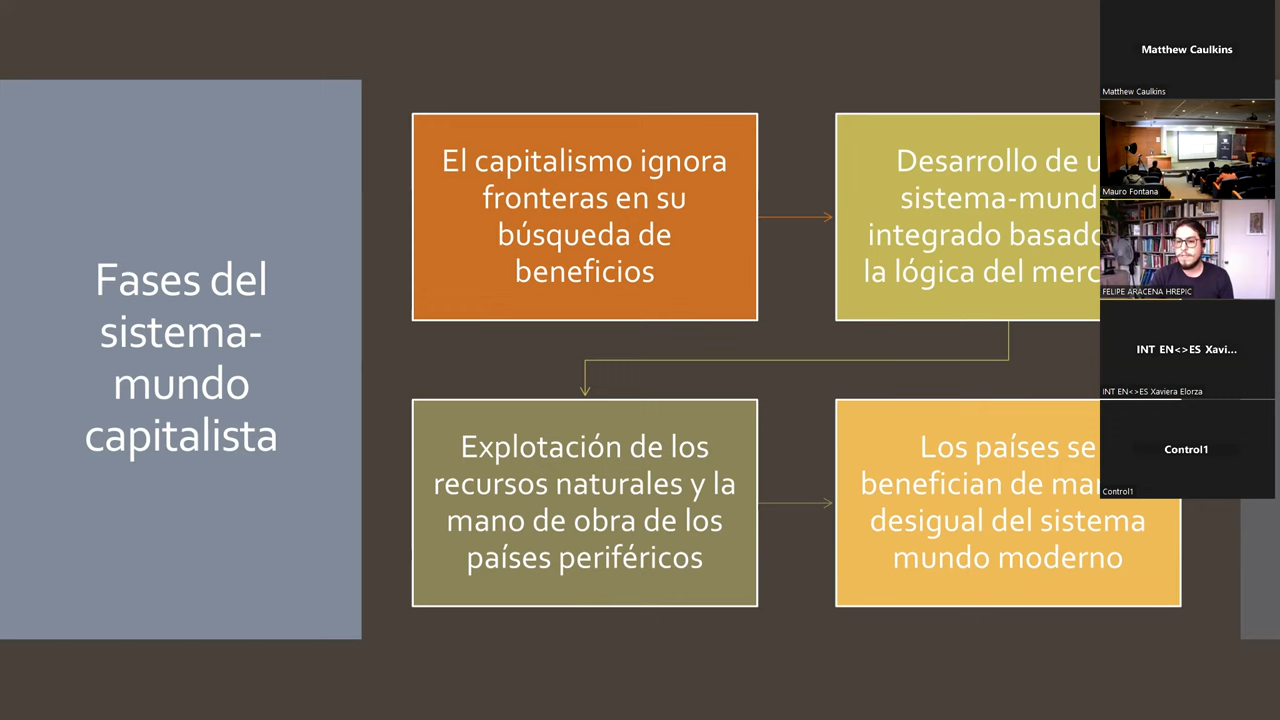 Fases del
sistema-
mundo
capitalista
El capitalismo ignora
fronteras en su
búsqueda de
beneficios
Desarrollo de u
sistema-mund
integrado basado
la lógica del merc
Explotación de los
recursos naturales y la
mano de obra de los
países periféricos
Los países se
benefician de ma
desigual del sistema
mundo moderno
Matthew Caulkins
Matthew Caulkins
Mauro Fontana
FELIPE ARACENA HREPIC
INT EN<>ES Xavi...
INT EN<>ES Xaviera Elorza
Control1
Control1